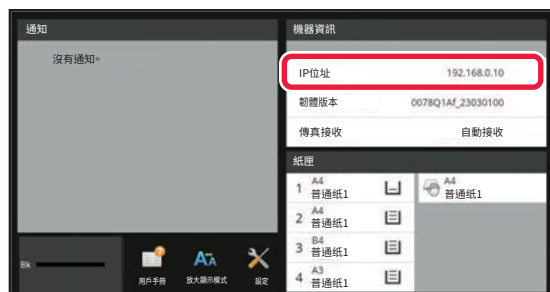 通知
沒有通知。
機器資訊
IP位址 192.168.0.10
韌體版本 0078Q1Af_23030100
傳真接收 自動接收
紙匣
1 A4 普通紙1
A4 普通紙1
2 A4 普通紙1
3 B4 普通紙1
4 A3 普通紙1
Bk
用戶手冊 放大顯示模式 設定